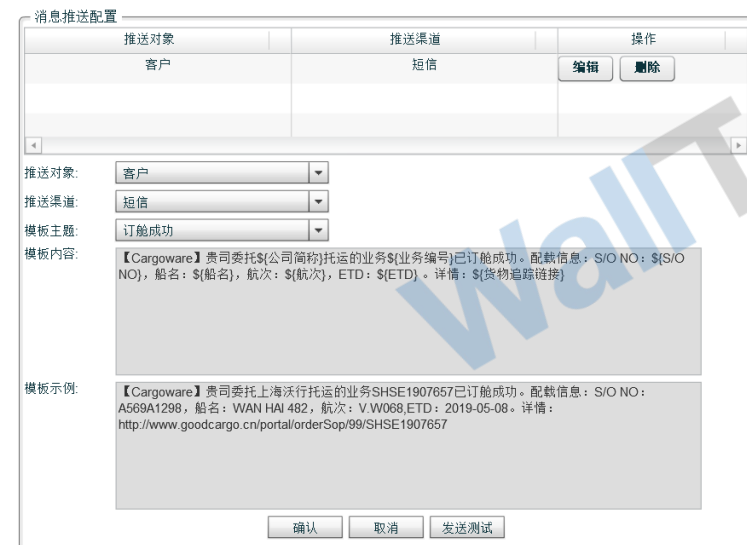 消息推送配置
推送对象 推送渠道 操作
客户 短信 编辑 删除
推送对象: 客户
推送渠道: 短信
模板主题: 订舱成功
模板内容: 【Cargoware】贵司委托${公司简称}托运的业务${业务编号}已订舱成功。配载信息：S/O NO：${S/O
NO}，船名：${船名}，航次：${航次}，ETD：${ETD} 。详情：${货物追踪链接}
模板示例: 【Cargoware】贵司委托上海沃行托运的业务SHSE1907657已订舱成功。配载信息：S/O NO：
A569A1298，船名：WAN HAI 482，航次：V.W068,ETD：2019-05-08。详情：
http://www.goodcargo.cn/portal/orderSop/99/SHSE1907657
确认 取消 发送测试
WallT